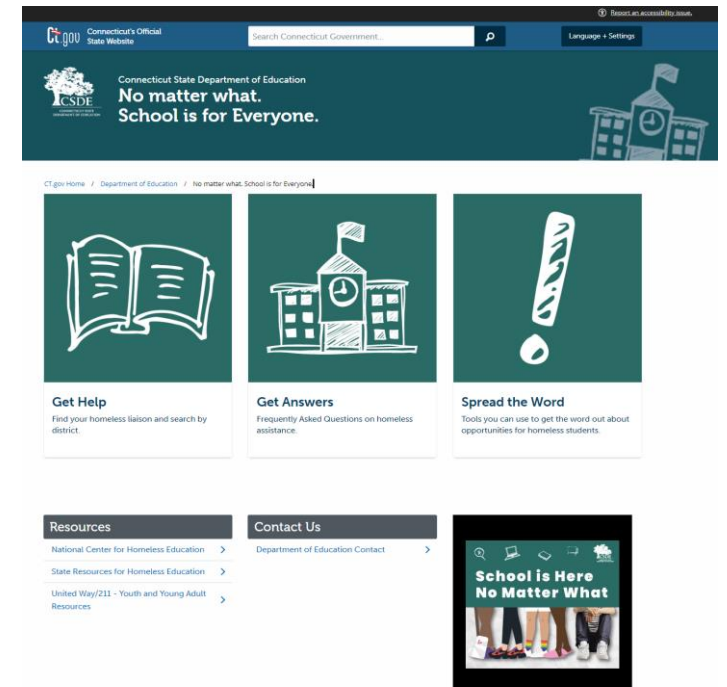 Report an accessibility issue.
Ct.gov Connecticut's Official
State Website
Search Connecticut Government...
Language + Settings
CSDE
Connecticut State Department of Education
No matter what.
School is for Everyone.
CT.gov Home / Department of Education / No matter what. School is for Everyone.
Get Help
Find your homeless liaison and search by
district.
Get Answers
Frequently Asked Questions on homeless
assistance.
Spread the Word
Tools you can use to get the word out about
opportunities for homeless students.
Resources
National Center for Homeless Education
State Resources for Homeless Education
United Way/211 - Youth and Young Adult
Resources
Contact Us
Department of Education Contact
School is Here
No Matter What